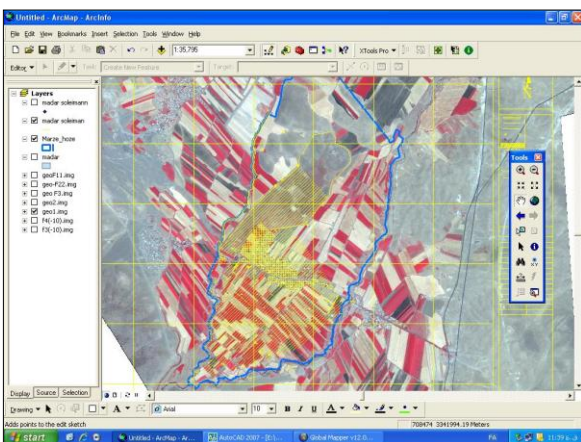 Untitled - ArcMap - ArcInfo
File Edit View Bookmarks Insert Selection Tools Window Help
1:35,795 XTools Pro
Editor Task: Create New Feature Target:
Layers
madar soleimann
madar soleiman
Marze_hoze
madar
geoF11.img
geo-F22.img
geo F3.img
geo2.img
geo1.img
f4(-10).img
f3(-10).img
Tools
Display Source Selection
Drawing Arial 10 B I U A
Adds points to the edit sketch 708474 3341994.19 Meters
start Untitled - ArcMap - Ar... AutoCAD 2007 - [E:\... Global Mapper v12.0... 11:39